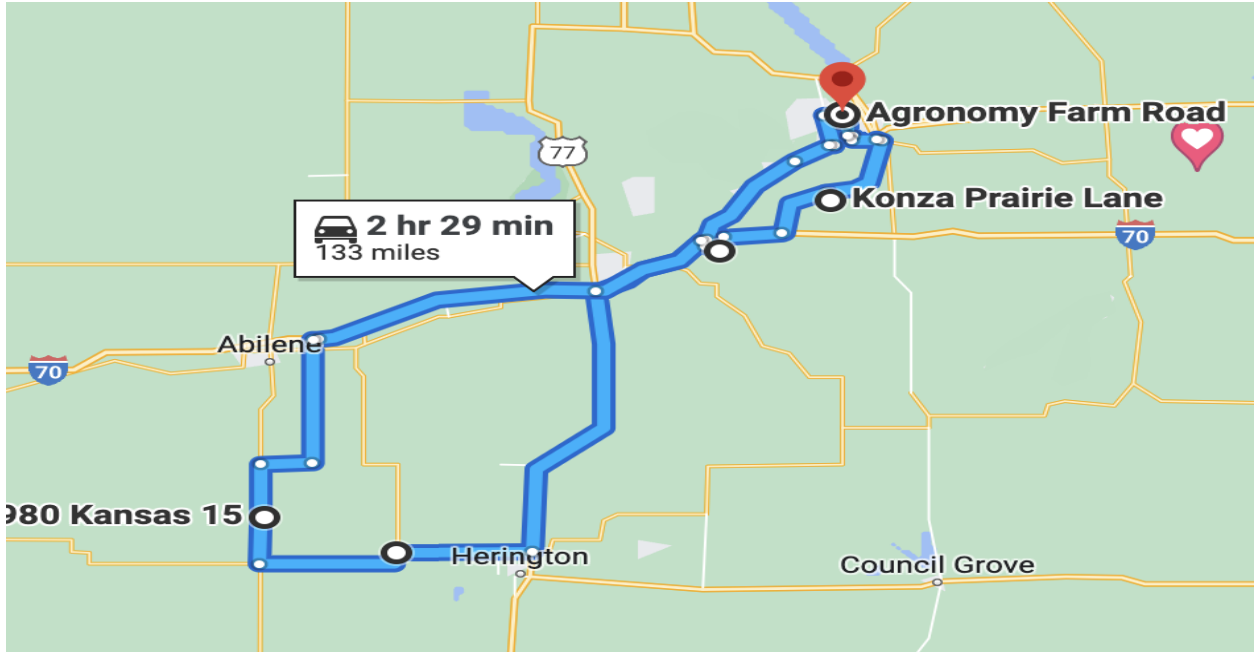 77
Agronomy Farm Road
Konza Prairie Lane
70
2 hr 29 min
133 miles
Abilene
70
980 Kansas 15
Herington
Council Grove